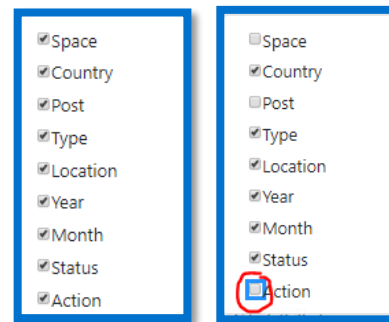 Space
Country
Post
Type
Location
Year
Month
Status
Action
Space
Country
Post
Type
Location
Year
Month
Status
Action